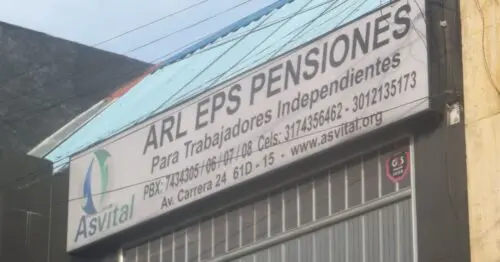 ARL EPS PENSIONES
Para Trabajadores Independientes
PBX: 7434305 / 06 / 07 / 08 Cels: 3174356462 - 3012135173
Av. Carrera 24 61D - 15 - www.asvital.org
Asvital
G4S